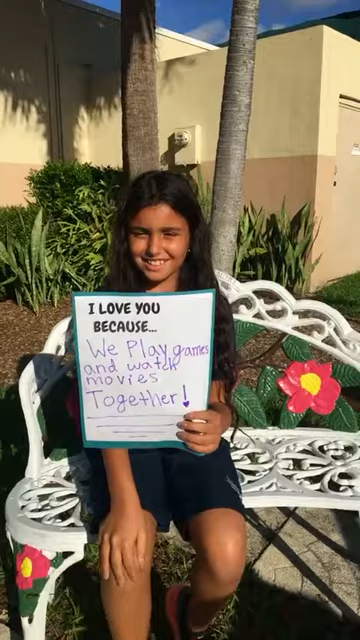 I LOVE YOU
BECAUSE...
We Play games
and watch
movies
Together!